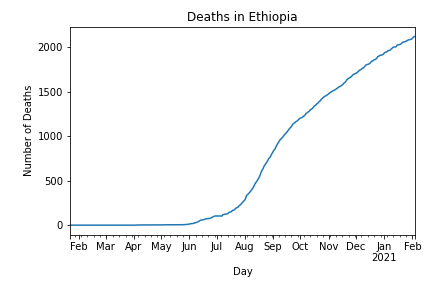 Deaths in Ethiopia
Number of Deaths
2000
1500
1000
500
0
Feb Mar Apr May Jun Jul Aug Sep Oct Nov Dec Jan Feb
2021
Day